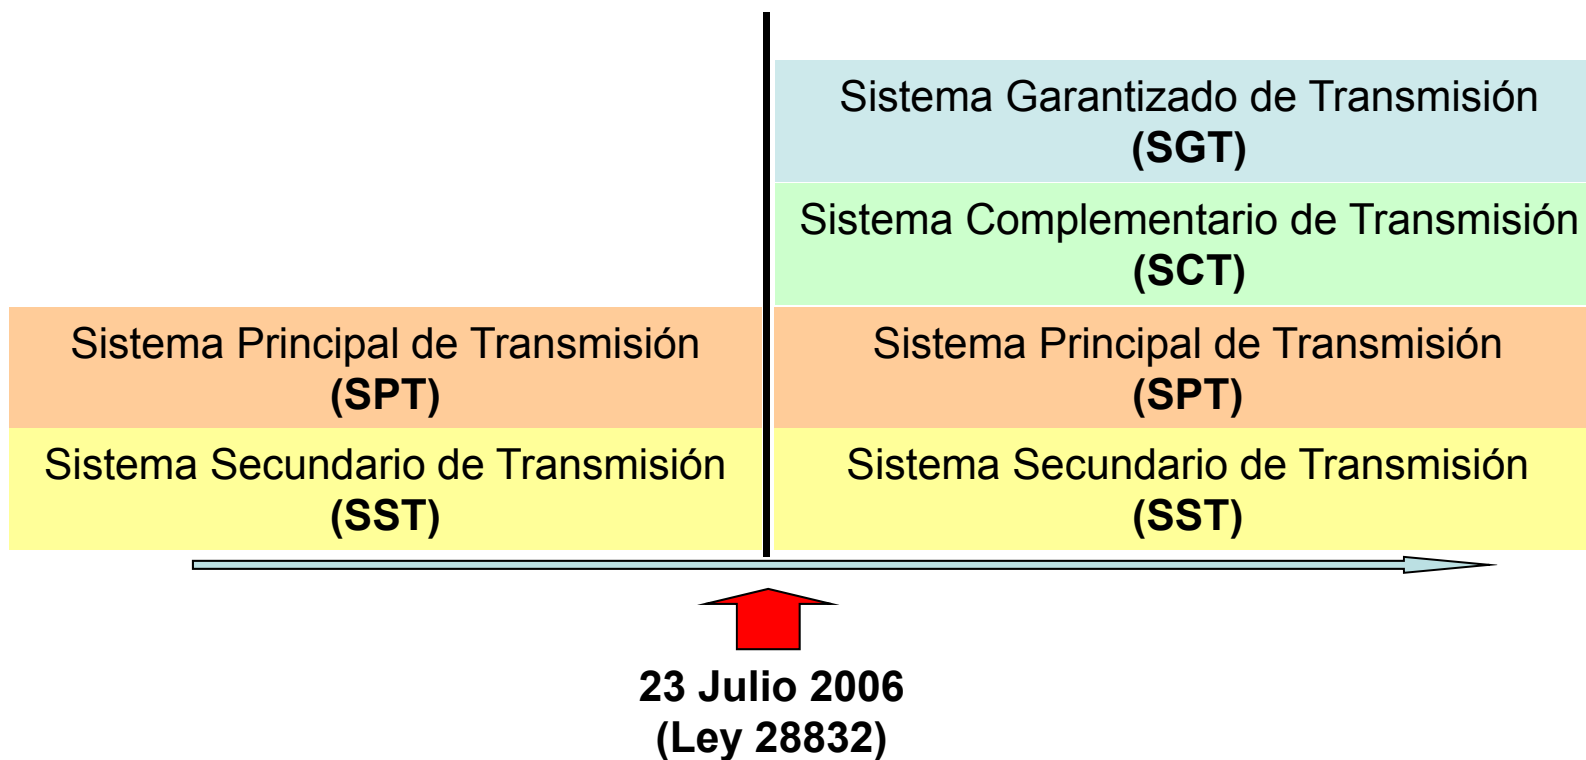 Sistema Garantizado de Transmisión
(SGT)
Sistema Complementario de Transmisión
(SCT)
Sistema Principal de Transmisión
(SPT)
Sistema Principal de Transmisión
(SPT)
Sistema Secundario de Transmisión
(SST)
Sistema Secundario de Transmisión
(SST)
23 Julio 2006
(Ley 28832)